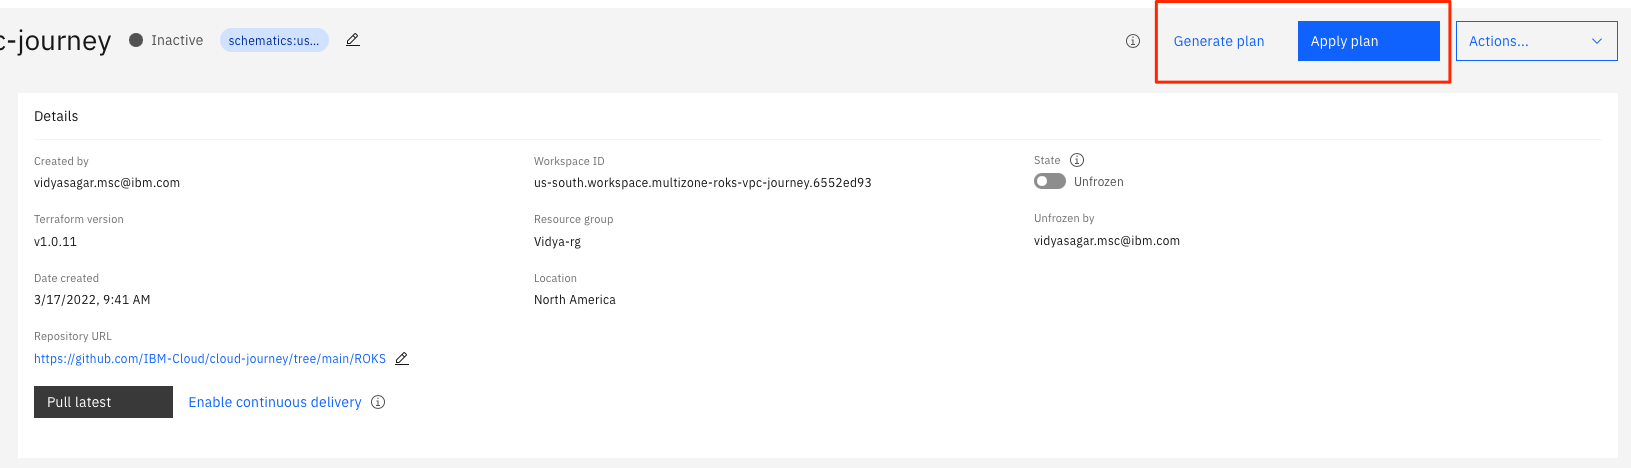 c-journey Inactive schematics:us... Generate plan Apply plan Actions...
Details
Created by Workspace ID State
vidyasagar.msc@ibm.com us-south.workspace.multizone-roks-vpc-journey.6552ed93 Unfrozen
Terraform version Resource group Unfrozen by
v1.0.11 Vidya-rg vidyasagar.msc@ibm.com
Date created Location
3/17/2022, 9:41 AM North America
Repository URL
https://github.com/IBM-Cloud/cloud-journey/tree/main/ROKS
Pull latest Enable continuous delivery